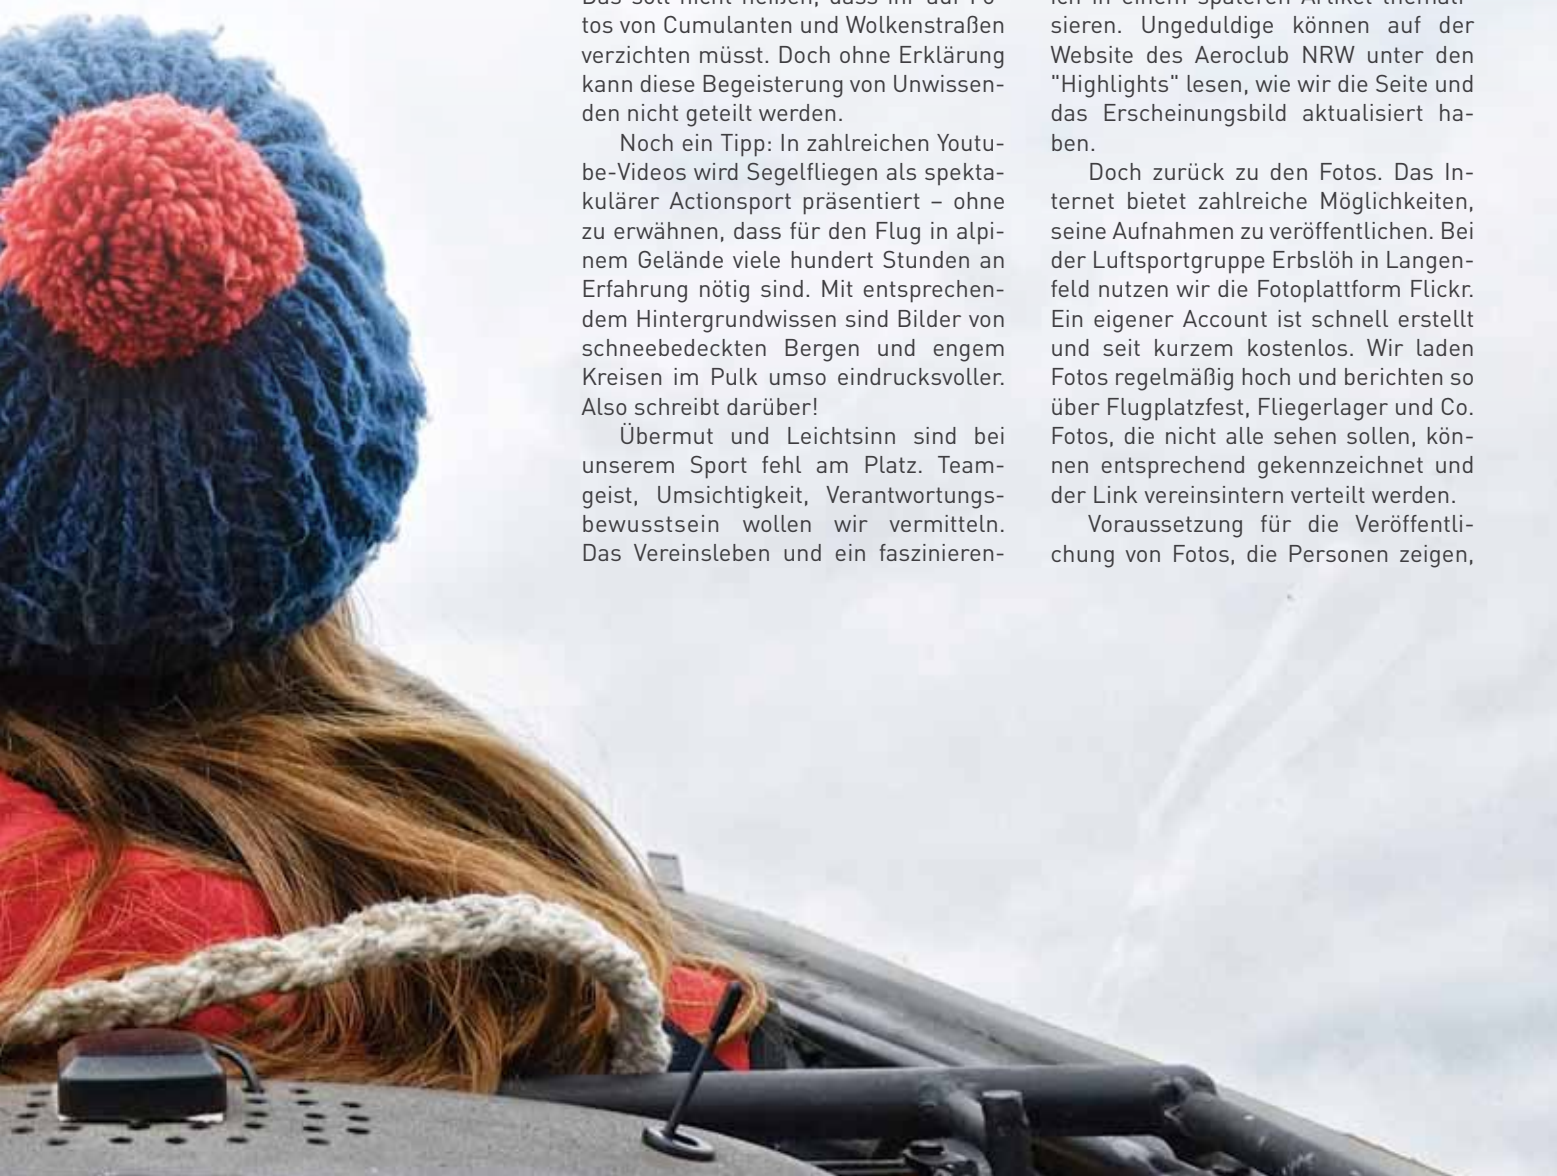 tos von Cumulanten und Wolkenstraßen
verzichten müsst. Doch ohne Erklärung
kann diese Begeisterung von Unwissen-
den nicht geteilt werden.
Noch ein Tipp: In zahlreichen Youtu-
be-Videos wird Segelfliegen als spekta-
kulärer Actionsport präsentiert – ohne
zu erwähnen, dass für den Flug in alpi-
nem Gelände viele hundert Stunden an
Erfahrung nötig sind. Mit entsprechen-
dem Hintergrundwissen sind Bilder von
schneebedeckten Bergen und engem
Kreisen im Pulk umso eindrucksvoller.
Also schreibt darüber!
Übermut und Leichtsinn sind bei
unserem Sport fehl am Platz. Team-
geist, Umsichtigkeit, Verantwortungs-
bewusstsein wollen wir vermitteln.
Das Vereinsleben und ein faszinieren-
sieren. Ungeduldige können auf der
Website des Aeroclub NRW unter den
"Highlights" lesen, wie wir die Seite und
das Erscheinungsbild aktualisiert ha-
ben.
Doch zurück zu den Fotos. Das In-
ternet bietet zahlreiche Möglichkeiten,
seine Aufnahmen zu veröffentlichen. Bei
der Luftsportgruppe Erbslöh in Langen-
feld nutzen wir die Fotoplattform Flickr.
Ein eigener Account ist schnell erstellt
und seit kurzem kostenlos. Wir laden
Fotos regelmäßig hoch und berichten so
über Flugplatzfest, Fliegerlager und Co.
Fotos, die nicht alle sehen sollen, kön-
nen entsprechend gekennzeichnet und
der Link vereinsintern verteilt werden.
Voraussetzung für die Veröffentli-
chung von Fotos, die Personen zeigen,